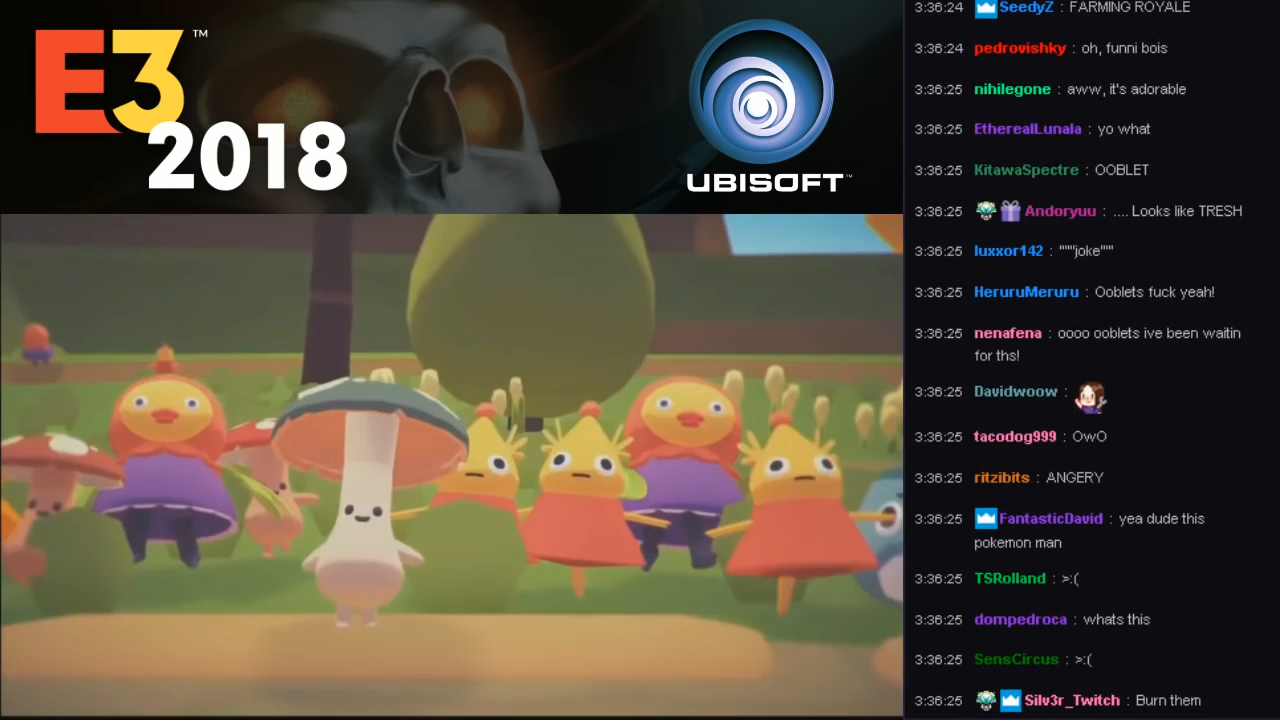 E3™
2018
UBISOFT™
3:36:24 SeedyZ : FARMING ROYALE
3:36:24 pedrovishky : oh, funni bois
3:36:25 nihilegone : aww, it's adorable
3:36:25 EtherealLunala : yo what
3:36:25 KitawaSpectre : OOBLET
3:36:25 Andoryuu : .... Looks like TRESH
3:36:25 luxxor142 : """joke"""
3:36:25 HeruruMeruru : Ooblets fuck yeah!
3:36:25 nenafena : oooo ooblets ive been waitin
for ths!
3:36:25 Davidwoow :
3:36:25 tacodog999 : OwO
3:36:25 ritzibits : ANGERY
3:36:25 FantasticDavid : yea dude this
pokemon man
3:36:25 TSRolland : >:(
3:36:25 dompedroca : whats this
3:36:25 SensCircus : >:(
3:36:25 Silv3r_Twitch : Burn them